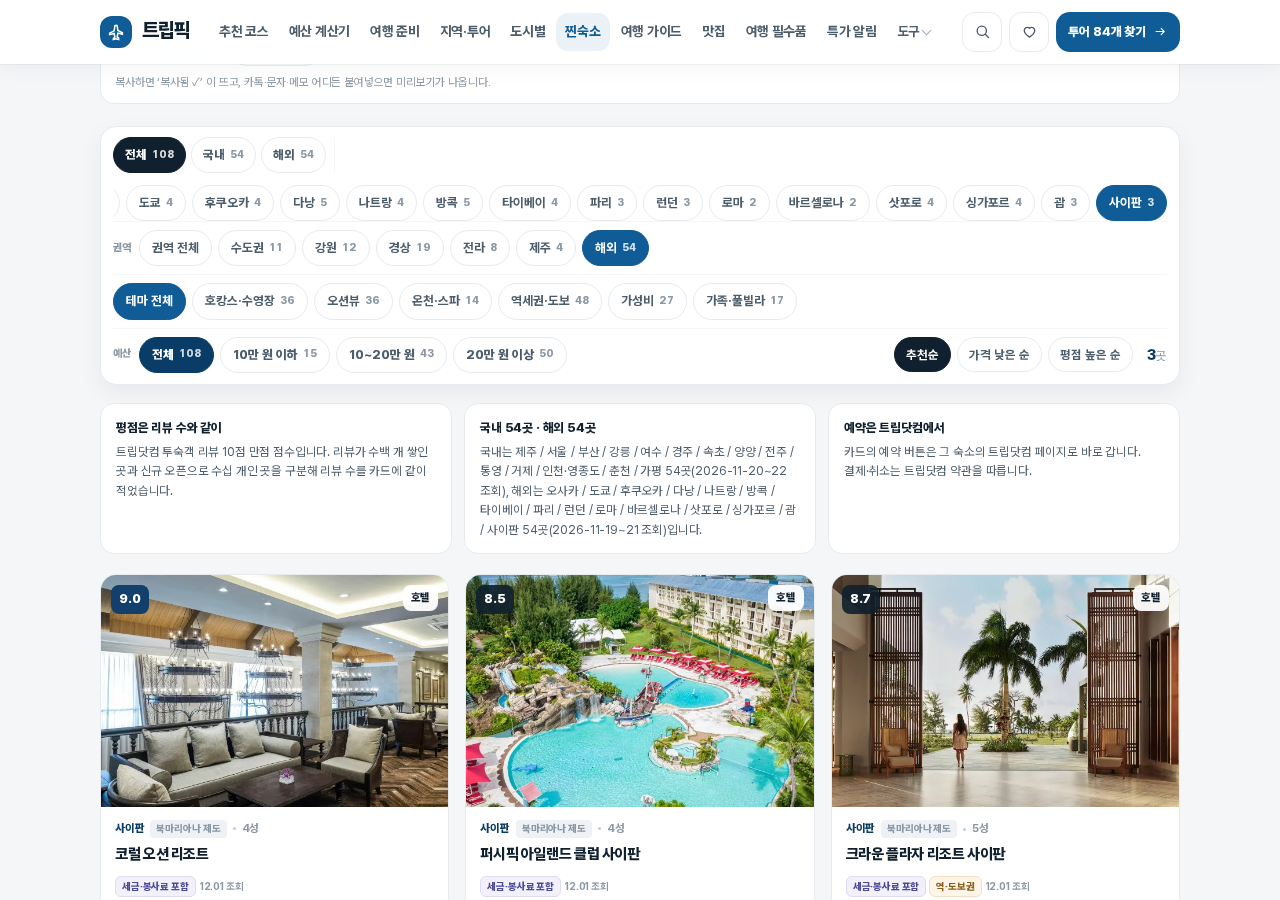 트립픽 추천 코스 예산 계산기 여행 준비 지역·투어 도시별 찐숙소 여행 가이드 맛집 여행 필수품 특가 알림 도구 투어 84개 찾기 →
복사하면 '복사됨 ✓' 이 뜨고, 카톡·문자·메모 어디든 붙여넣으면 미리보기가 나옵니다.
전체 108 국내 54 해외 54
도쿄 4 후쿠오카 4 다낭 5 나트랑 4 방콕 5 타이베이 4 파리 3 런던 3 로마 2 바르셀로나 2 삿포로 4 싱가포르 4 괌 3 사이판 3
권역 권역 전체 수도권 11 강원 12 경상 19 전라 8 제주 4 해외 54
테마 전체 호캉스·수영장 36 오션뷰 36 온천·스파 14 역세권·도보 48 가성비 27 가족·풀빌라 17
예산 전체 108 10만 원 이하 15 10~20만 원 43 20만 원 이상 50 추천순 가격 낮은 순 평점 높은 순 3곳
평점은 리뷰 수와 같이
트립닷컴 투숙객 리뷰 10점 만점 점수입니다. 리뷰가 수백 개 쌓인
곳과 신규 오픈으로 수십 개인 곳을 구분해 리뷰 수를 카드에 같이
적었습니다.
국내 54곳 · 해외 54곳
국내는 제주 / 서울 / 부산 / 강릉 / 여수 / 경주 / 속초 / 양양 / 전주 /
통영 / 거제 / 인천·영종도 / 춘천 / 가평 54곳(2026-11-20~22
조회), 해외는 오사카 / 도쿄 / 후쿠오카 / 다낭 / 나트랑 / 방콕 /
타이베이 / 파리 / 런던 / 로마 / 바르셀로나 / 삿포로 / 싱가포르 / 괌
/ 사이판 54곳(2026-11-19~21 조회)입니다.
예약은 트립닷컴에서
카드의 예약 버튼은 그 숙소의 트립닷컴 페이지로 바로 갑니다.
결제·취소는 트립닷컴 약관을 따릅니다.
9.0 호텔
사이판 북마리아나 제도 · 4성
코럴 오션 리조트
세금·봉사료 포함 12.01 조회
8.5 호텔
사이판 북마리아나 제도 · 4성
퍼시픽 아일랜드 클럽 사이판
세금·봉사료 포함 12.01 조회
8.7 호텔
사이판 북마리아나 제도 · 5성
크라운 플라자 리조트 사이판
세금·봉사료 포함 역·도보권 12.01 조회